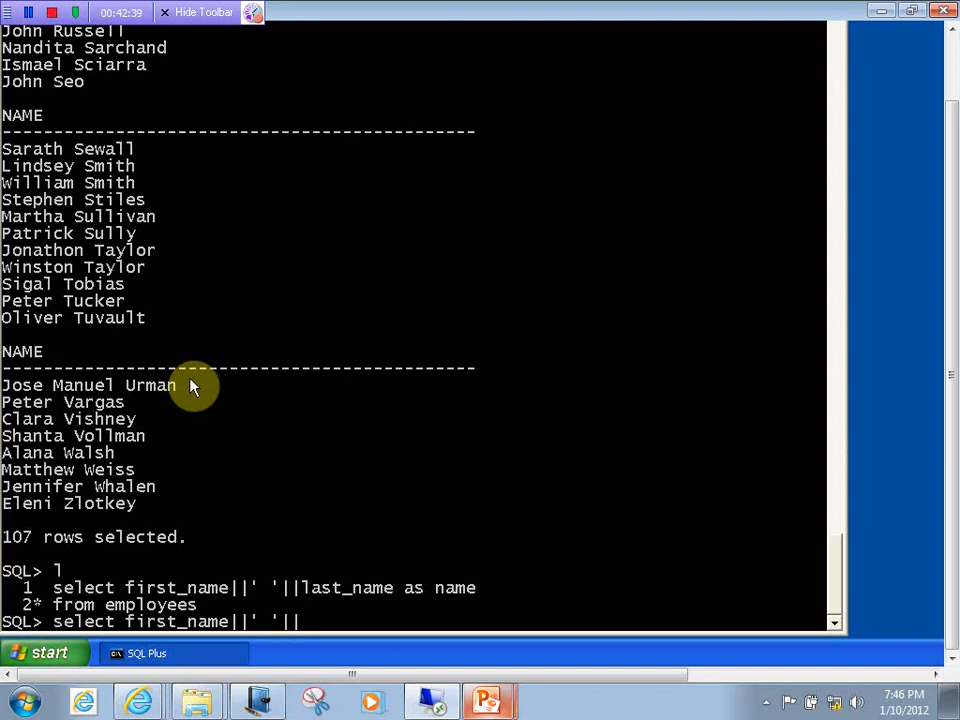 00:42:39 Hide Toolbar
John Russell
Nandita Sarchand
Ismael Sciarra
John Seo
NAME
----------------------------------------------
Sarath Sewall
Lindsey Smith
William Smith
Stephen Stiles
Martha Sullivan
Patrick Sully
Jonathon Taylor
Winston Taylor
Sigal Tobias
Peter Tucker
Oliver Tuvault
NAME
----------------------------------------------
Jose Manuel Urman
Peter Vargas
Clara Vishney
Shanta Vollman
Alana Walsh
Matthew Weiss
Jennifer Whalen
Eleni Zlotkey
107 rows selected.
SQL> l
1 select first_name||' '||last_name as name
2* from employees
SQL> select first_name||' '||
start SQL Plus
7:46 PM
1/10/2012